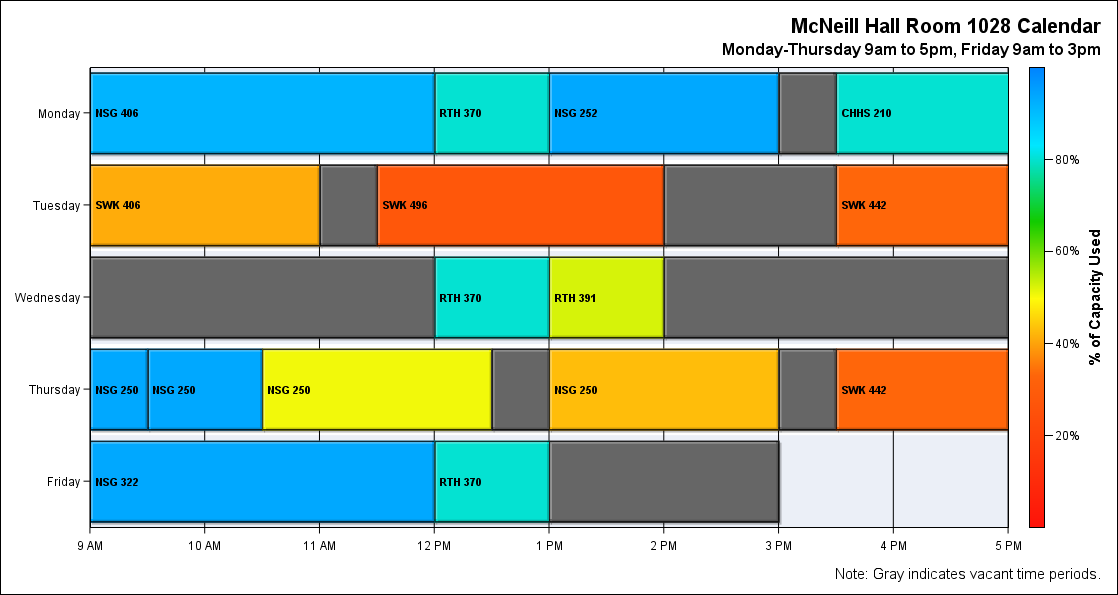 McNeill Hall Room 1028 Calendar
Monday-Thursday 9am to 5pm, Friday 9am to 3pm
Monday
NSG 406
RTH 370
NSG 252
CHHS 210
Tuesday
SWK 406
SWK 496
SWK 442
Wednesday
RTH 370
RTH 391
Thursday
NSG 250
NSG 250
NSG 250
NSG 250
SWK 442
Friday
NSG 322
RTH 370
9 AM
10 AM
11 AM
12 PM
1 PM
2 PM
3 PM
4 PM
5 PM
80%
60%
40%
20%
% of Capacity Used
Note: Gray indicates vacant time periods.